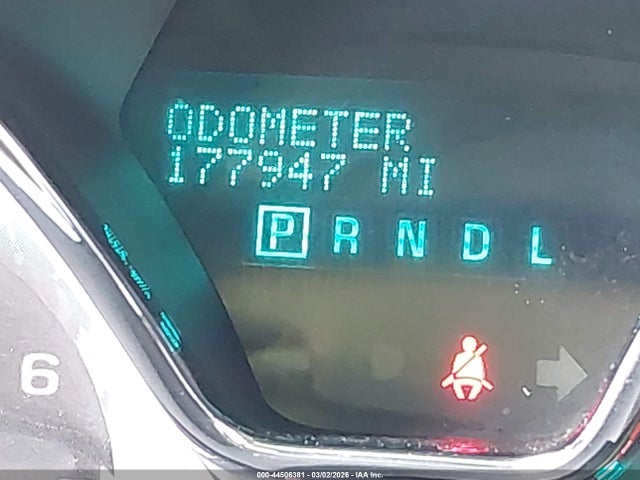 ODOMETER
177947 MI
P R N D L
6
000-44506381 - 03/02/2026 - IAA Inc.